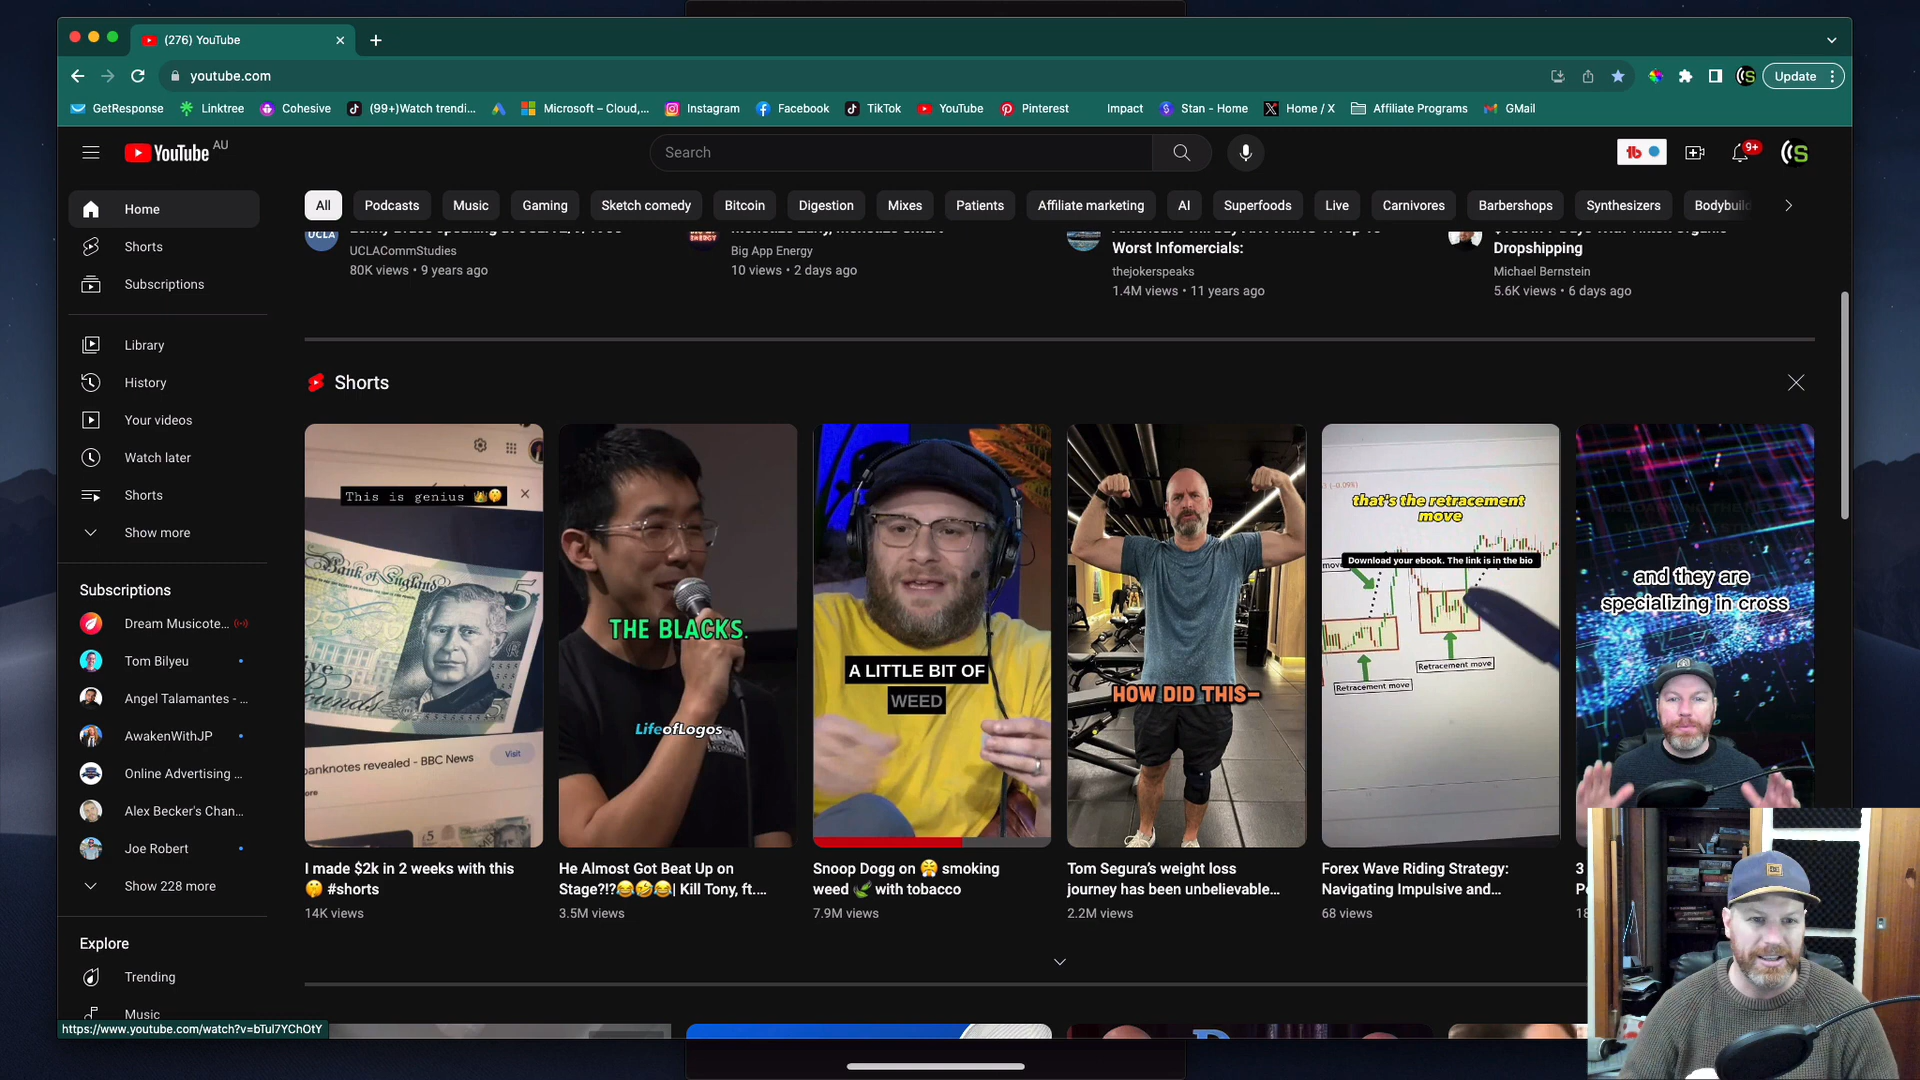 (276) YouTube
youtube.com
Update
GetResponse
Linktree
Cohesive
(99+)Watch trendi...
Microsoft – Cloud,...
Instagram
Facebook
TikTok
YouTube
Pinterest
Impact
Stan - Home
Home / X
Affiliate Programs
GMail
YouTube AU
Search
9+
Home
Shorts
Subscriptions
Library
History
Your videos
Watch later
Shorts
Show more
Subscriptions
Dream Musicote...
Tom Bilyeu
Angel Talamantes - ...
AwakenWithJP
Online Advertising ...
Alex Becker's Chan...
Joe Robert
Show 228 more
Explore
Trending
Music
https://www.youtube.com/watch?v=bTul7YChOtY
All
Podcasts
Music
Gaming
Sketch comedy
Bitcoin
Digestion
Mixes
Patients
Affiliate marketing
AI
Superfoods
Live
Carnivores
Barbershops
Synthesizers
Bodybuild
UCLA
UCLACommStudies
80K views • 9 years ago
Big App Energy
10 views • 2 days ago
Worst Infomercials:
thejokerspeaks
1.4M views • 11 years ago
Dropshipping
Michael Bernstein
5.6K views • 6 days ago
Shorts
This is genius 👑🤫
Bank of England
banknotes revealed - BBC News
Visit
I made $2k in 2 weeks with this
🤫 #shorts
14K views
THE BLACKS.
LifeofLogos
He Almost Got Beat Up on
Stage?!?😂🤣😂| Kill Tony, ft....
3.5M views
A LITTLE BIT OF
WEED
Snoop Dogg on 😤 smoking
weed 🌿 with tobacco
7.9M views
HOW DID THIS–
Tom Segura's weight loss
journey has been unbelievable...
2.2M views
(-0.09%)
that's the retracement
move
Download your ebook. The link is in the bio
Retracement move
Retracement move
Forex Wave Riding Strategy:
Navigating Impulsive and...
68 views
and they are
specializing in cross
3